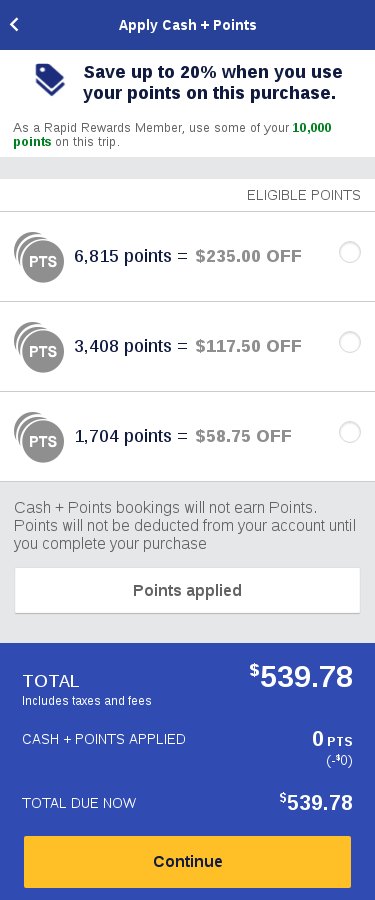 Apply Cash + Points
Save up to 20% when you use
your points on this purchase.
As a Rapid Rewards Member, use some of your 10,000
points on this trip.
ELIGIBLE POINTS
PTS 6,815 points = $235.00 OFF
PTS 3,408 points = $117.50 OFF
PTS 1,704 points = $58.75 OFF
Cash + Points bookings will not earn Points.
Points will not be deducted from your account until
you complete your purchase
Points applied
TOTAL $539.78
Includes taxes and fees
CASH + POINTS APPLIED 0 PTS
(-$0)
TOTAL DUE NOW $539.78
Continue